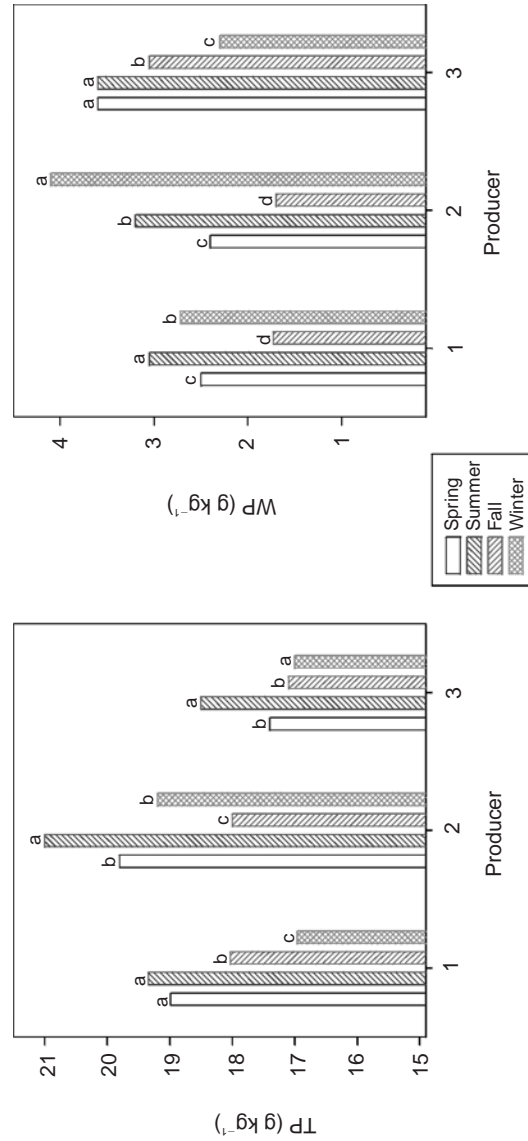 TP (g kg⁻¹)
21
20
19
18
17
16
15
a
a
b
c
b
a
c
b
b
a
b
a
1 2 3
Producer
WP (g kg⁻¹)
4
3
2
1
c
a
d
b
c
b
d
a
a
a
b
c
1 2 3
Producer
Spring
Summer
Fall
Winter